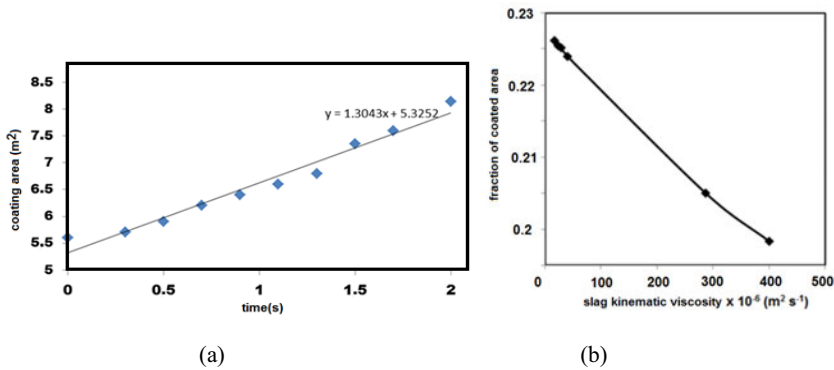 8.5
8
7.5
7
6.5
6
5.5
5
y = 1.3043x + 5.3252
0 0.5 1 1.5 2
coating area(m²)
time(s)
(a)
0.23
0.22
0.21
0.2
0 100 200 300 400 500
fraction of coated area
slag kinematic viscosity x 10⁻⁶ (m² s⁻¹)
(b)